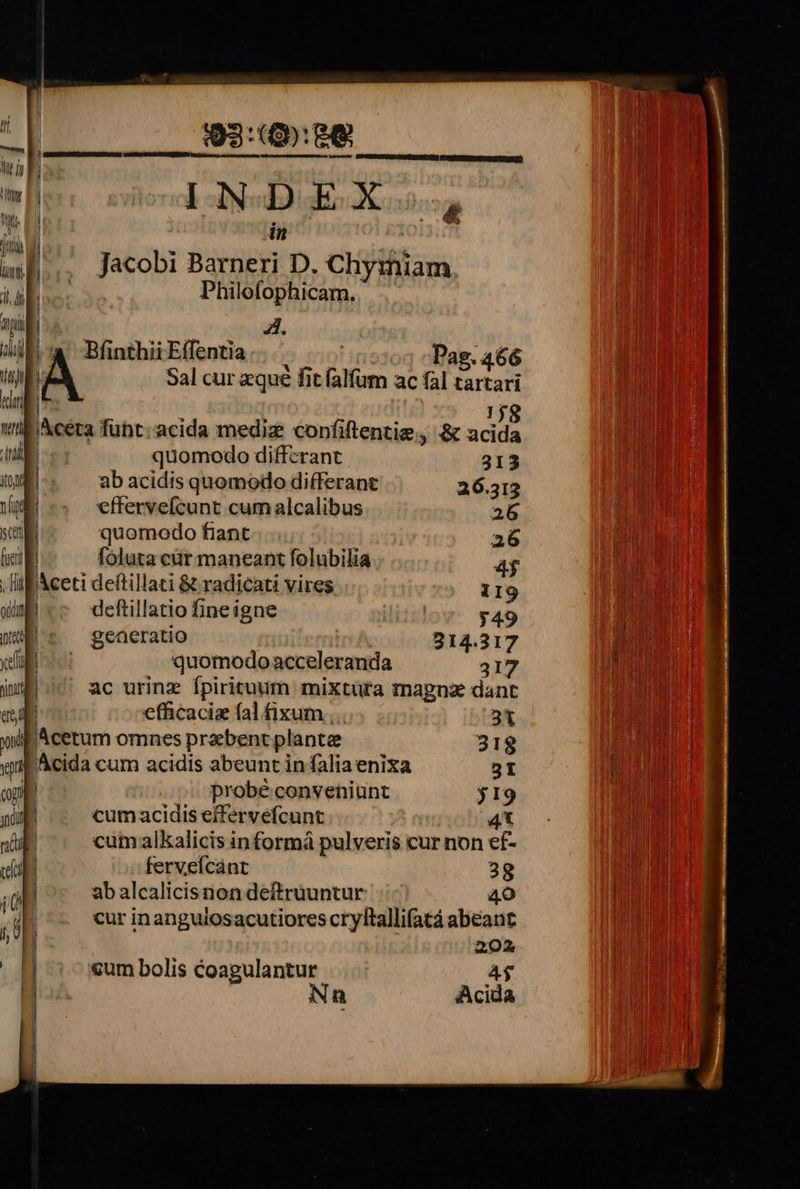 INDEX
in
Jacobi Barneri D. Chymiam
Philoſophicam.
A.
ABſinthii Eſſentia Pag. 466
Sal cur æquè fit ſalſum ac ſal tartari
158
Aceta ſunt acida mediæ conſiſtentiæ, & acida
quomodo differant 313
ab acidis quomodo differant 26.313
efferveſcunt cum alcalibus 26
quomodo fiant 26
ſoluta cur maneant ſolubilia 45
Aceti deſtillati & radicati vires 119
deſtillatio ſine igne 549
generatio 314.317
quomodo acceleranda 317
ac urinæ ſpirituum mixtura magnæ dant
efficaciæ ſal fixum 31
Acetum omnes præbent plantæ 318
Acida cum acidis abeunt in ſalia enixa 31
probè conveniunt 519
cum acidis efferveſcunt 41
cum alkalicis in formâ pulveris cur non ef-
ferveſcant 38
ab alcalicis non deſtruuntur 40
cur in angulos acutiores cryſtalliſatâ abeant
202
cum bolis coagulantur 45
Nn Acida